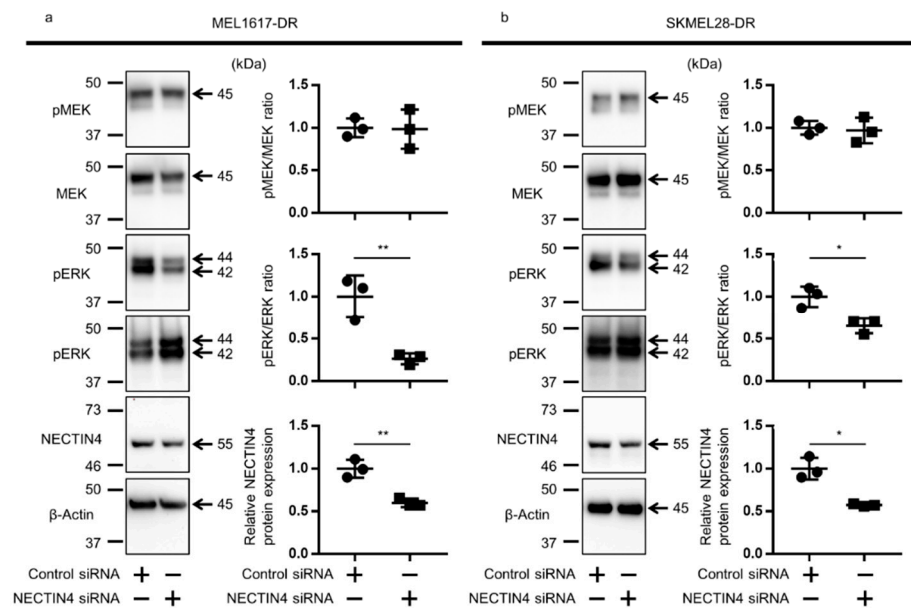 a
MEL1617-DR
(kDa)
50
pMEK
37
45
50
MEK
37
45
50
pERK
37
44
42
50
pERK
37
44
42
73
NECTIN4
46
55
50
β-Actin
37
45
Control siRNA + −
NECTIN4 siRNA − +
pMEK/MEK ratio
1.5
1.0
0.5
0.0
pERK/ERK ratio
1.5
1.0
0.5
0.0
**
Relative NECTIN4
protein expression
1.5
1.0
0.5
0.0
**
Control siRNA + −
NECTIN4 siRNA − +
b
SKMEL28-DR
(kDa)
50
pMEK
37
45
50
MEK
37
45
50
pERK
37
44
42
50
pERK
37
44
42
73
NECTIN4
46
55
50
β-Actin
37
45
Control siRNA + −
NECTIN4 siRNA − +
pMEK/MEK ratio
1.5
1.0
0.5
0.0
pERK/ERK ratio
1.5
1.0
0.5
0.0
*
Relative NECTIN4
protein expression
1.5
1.0
0.5
0.0
*
Control siRNA + −
NECTIN4 siRNA − +